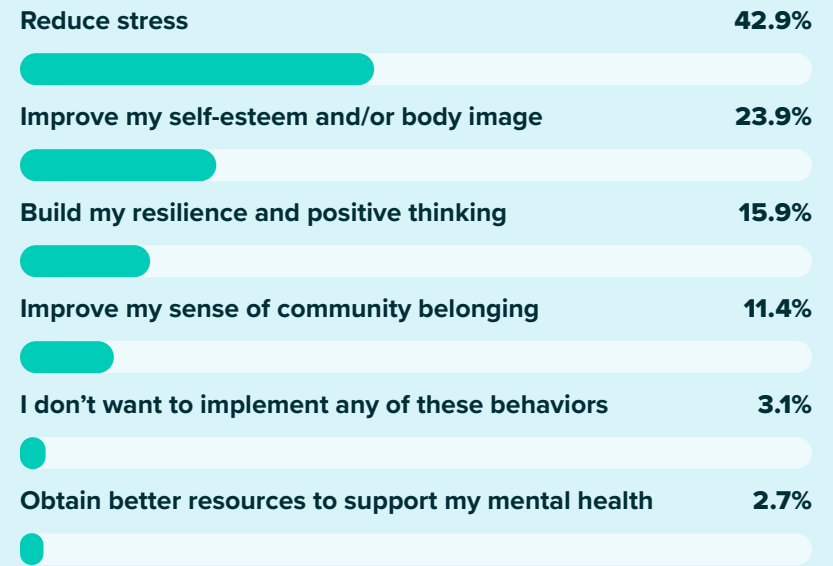 Reduce stress 42.9%
Improve my self-esteem and/or body image 23.9%
Build my resilience and positive thinking 15.9%
Improve my sense of community belonging 11.4%
I don’t want to implement any of these behaviors 3.1%
Obtain better resources to support my mental health 2.7%